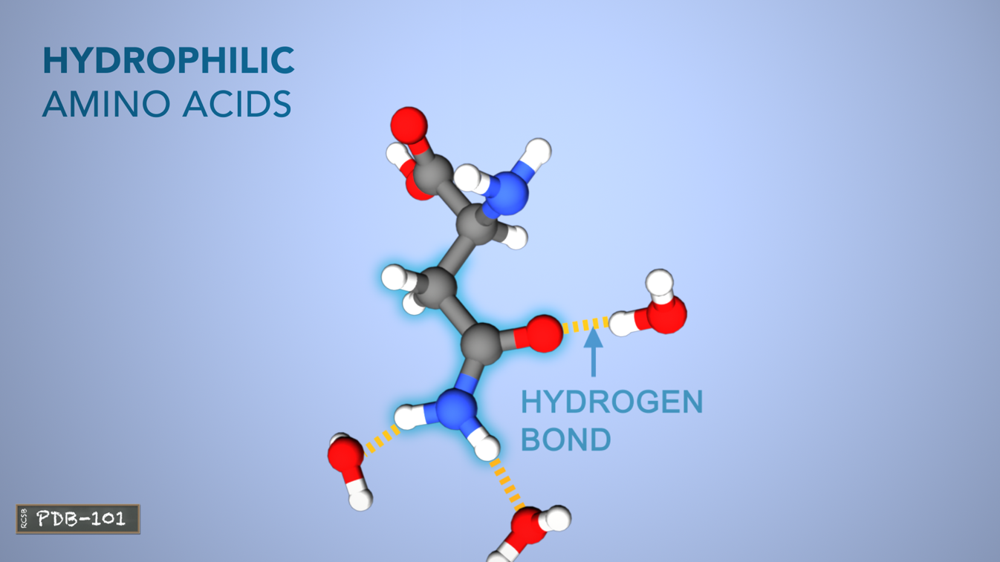 HYDROPHILIC
AMINO ACIDS
HYDROGEN
BOND
RCSB
PDB-101